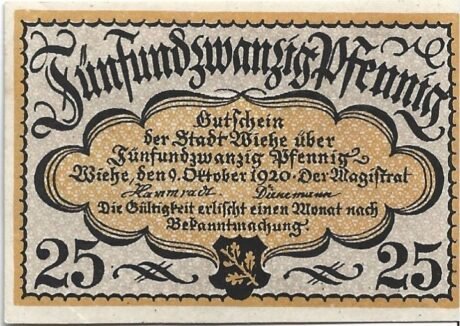 Fünfundzwanzig Pfennig
Gutschein
der Stadt Wiehe über
Fünfundzwanzig Pfennig
Wiehe, den 9. Oktober 1920. Der Magistrat
Hammradt Dünemann
Die Gültigkeit erlischt einen Monat nach
Bekanntmachung.
25 25